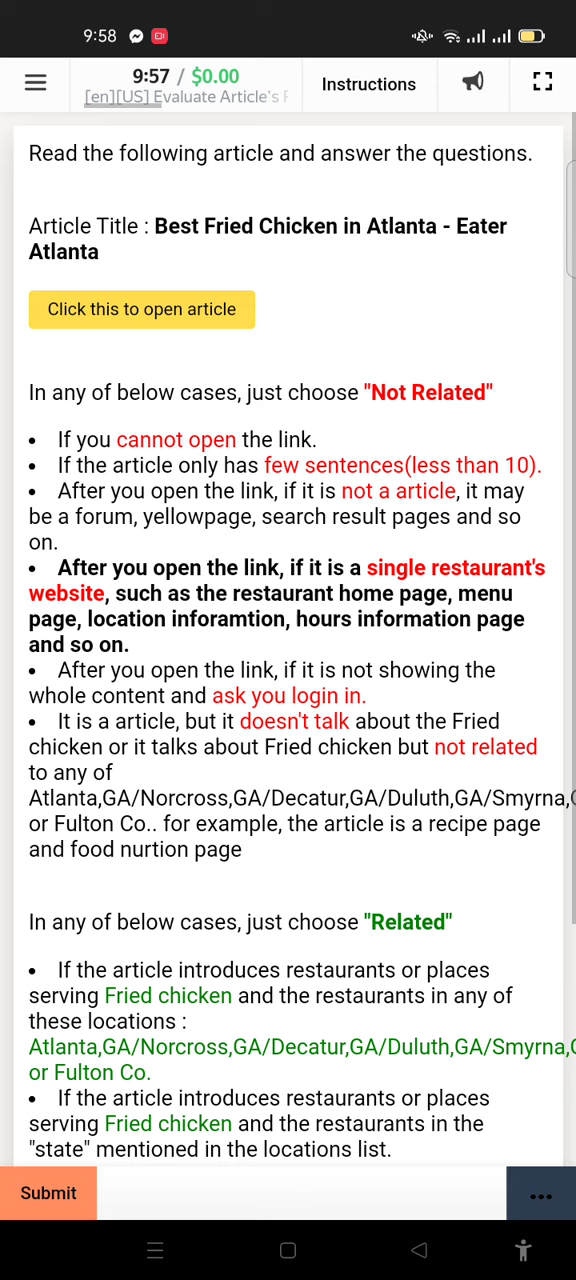 9:58
9:57 / $0.00
[en][US] Evaluate Article's
Instructions
Read the following article and answer the questions.
Article Title : Best Fried Chicken in Atlanta - Eater
Atlanta
Click this to open article
In any of below cases, just choose "Not Related"
• If you cannot open the link.
• If the article only has few sentences(less than 10).
• After you open the link, if it is not a article, it may
be a forum, yellowpage, search result pages and so
on.
• After you open the link, if it is a single restaurant's
website, such as the restaurant home page, menu
page, location inforamtion, hours information page
and so on.
• After you open the link, if it is not showing the
whole content and ask you login in.
• It is a article, but it doesn't talk about the Fried
chicken or it talks about Fried chicken but not related
to any of
Atlanta,GA/Norcross,GA/Decatur,GA/Duluth,GA/Smyrna,
or Fulton Co.. for example, the article is a recipe page
and food nurtion page
In any of below cases, just choose "Related"
• If the article introduces restaurants or places
serving Fried chicken and the restaurants in any of
these locations :
Atlanta,GA/Norcross,GA/Decatur,GA/Duluth,GA/Smyrna,
or Fulton Co.
• If the article introduces restaurants or places
serving Fried chicken and the restaurants in the
"state" mentioned in the locations list.
Submit